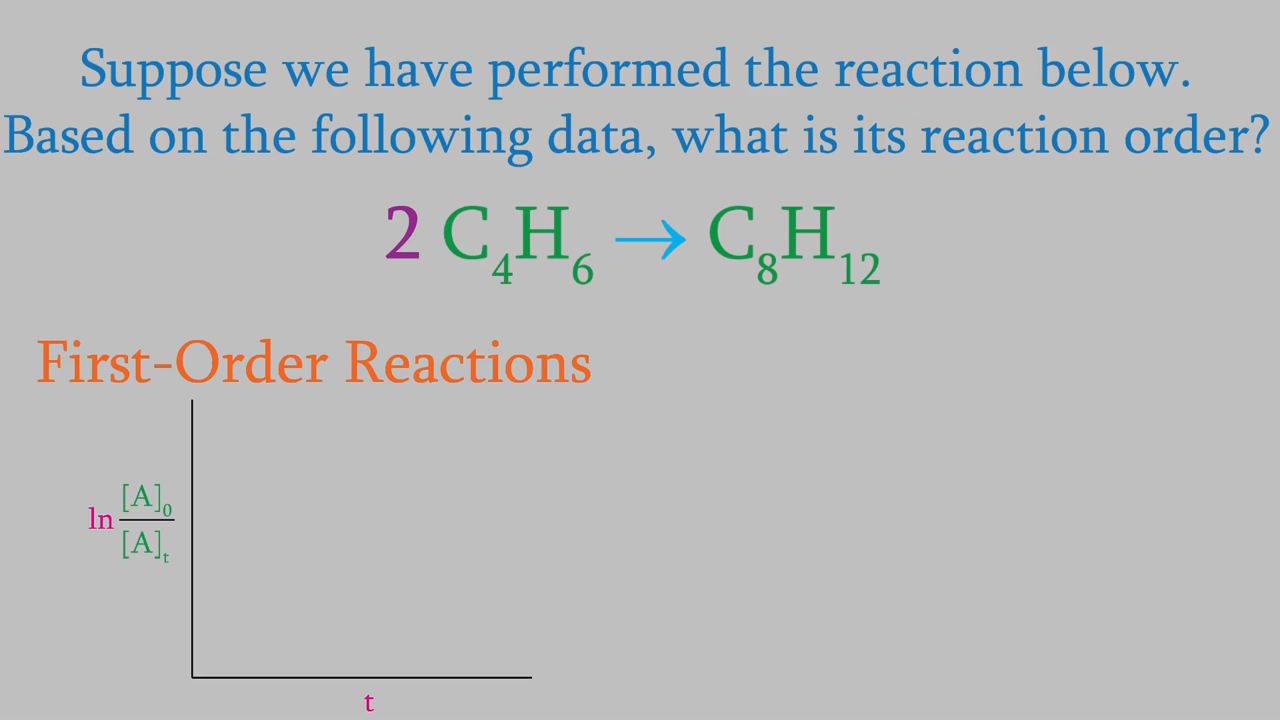 Suppose we have performed the reaction below.
Based on the following data, what is its reaction order?
2 C₄H₆ → C₈H₁₂
First-Order Reactions
ln [A]₀
[A]ₜ
t